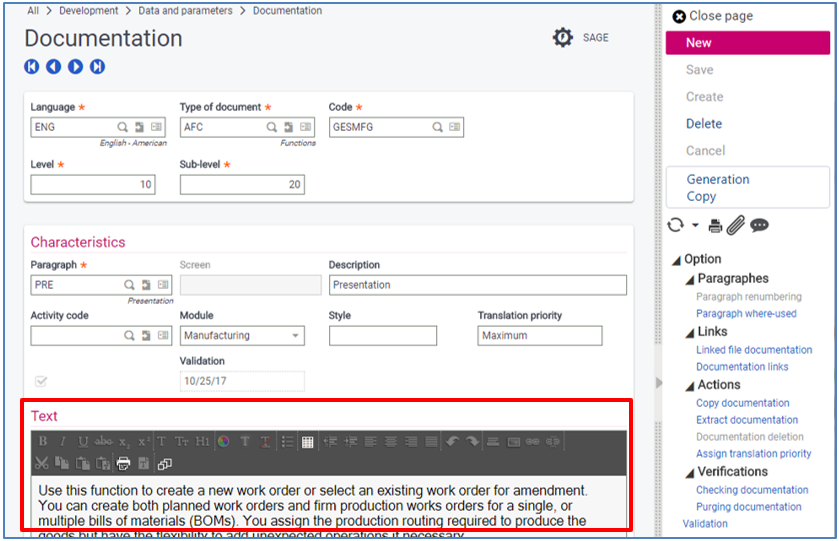 All > Development > Data and parameters > Documentation
Documentation
SAGE
Language *
Type of document *
Code *
ENG
AFC
GESMFG
English - American
Functions
Level *
Sub-level *
10
20
Characteristics
Paragraph *
Screen
Description
PRE
Presentation
Presentation
Activity code
Module
Style
Translation priority
Manufacturing
Maximum
Validation
10/25/17
Text
B I U abc x₂ x² T Tт H1 T T
Use this function to create a new work order or select an existing work order for amendment.
You can create both planned work orders and firm production works orders for a single, or
multiple bills of materials (BOMs). You assign the production routing required to produce the
goods but have the flexibility to add unexpected operations if necessary.
Close page
New
Save
Create
Delete
Cancel
Generation
Copy
Option
Paragraphes
Paragraph renumbering
Paragraph where-used
Links
Linked file documentation
Documentation links
Actions
Copy documentation
Extract documentation
Documentation deletion
Assign translation priority
Verifications
Checking documentation
Purging documentation
Validation